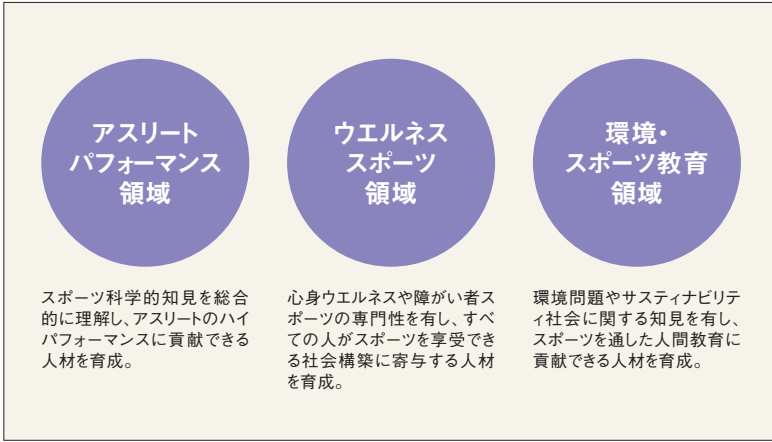 アスリート
パフォーマンス
領域
スポーツ科学的知見を総合
的に理解し、アスリートのハイ
パフォーマンスに貢献できる
人材を育成。
ウエルネス
スポーツ
領域
心身ウエルネスや障がい者ス
ポーツの専門性を有し、すべ
ての人がスポーツを享受でき
る社会構築に寄与する人材
を育成。
環境・
スポーツ教育
領域
環境問題やサスティナビリテ
ィ社会に関する知見を有し、
スポーツを通した人間教育に
貢献できる人材を育成。